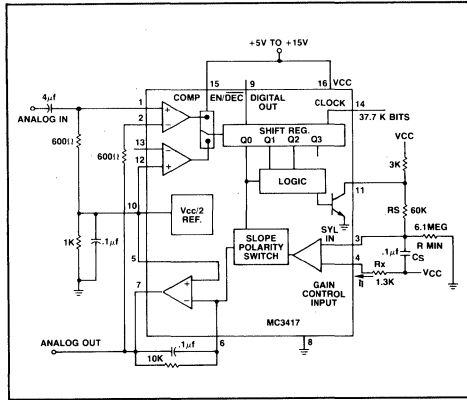 +5V TO +15V
15
9
16
VCC
COMP
EN/DEC
DIGITAL OUT
CLOCK
14
37.7 K BITS
4µf
ANALOG IN
1
2
SHIFT REG.
Q0
Q1
Q2
Q3
VCC
3K
600Ω
600Ω
13
12
LOGIC
11
10
Vcc/2
REF.
RS
60K
6.1MEG
R MIN
1K
.1µf
5
SLOPE
POLARITY
SWITCH
SYL
IN
3
4
.1µf
CS
Rx
1.3K
VCC
I
GAIN
CONTROL
INPUT
7
MC3417
ANALOG OUT
.1µf
6
10K
8